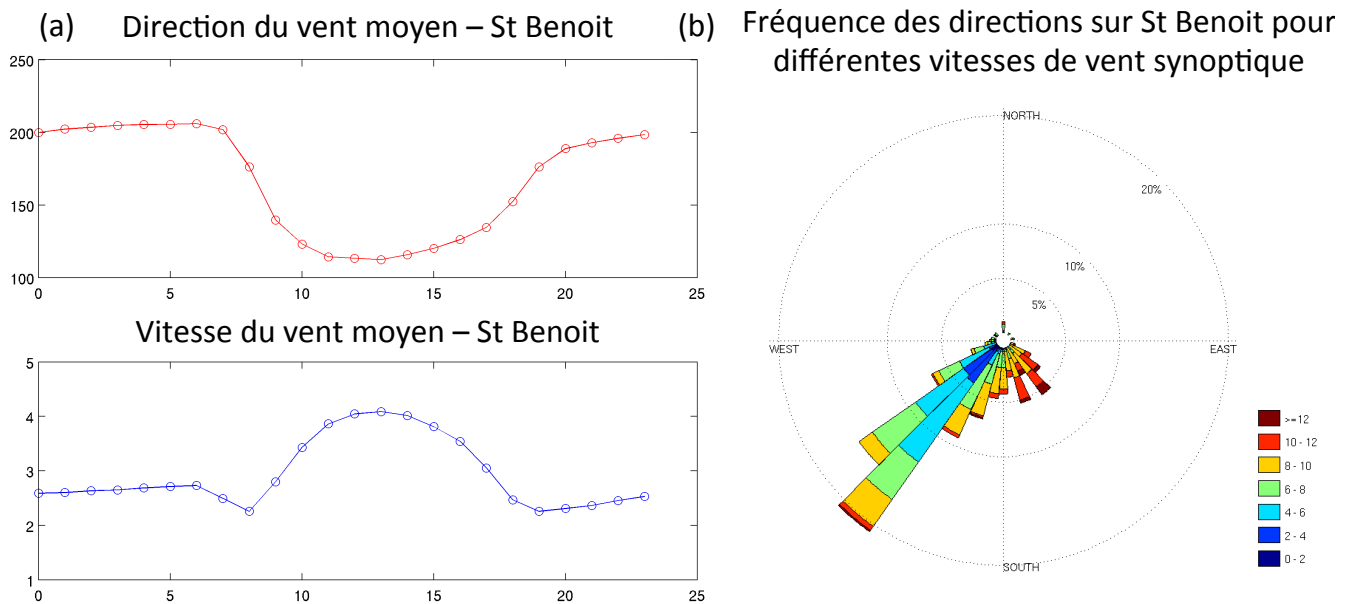 (a) Direction du vent moyen – St Benoit
250
200
150
100
0 5 10 15 20 25
Vitesse du vent moyen – St Benoit
5
4
3
2
1
0 5 10 15 20 25
(b) Fréquence des directions sur St Benoit pour
différentes vitesses de vent synoptique
NORTH
20%
10%
5%
WEST
EAST
SOUTH
>=12
10 - 12
8 - 10
6 - 8
4 - 6
2 - 4
0 - 2